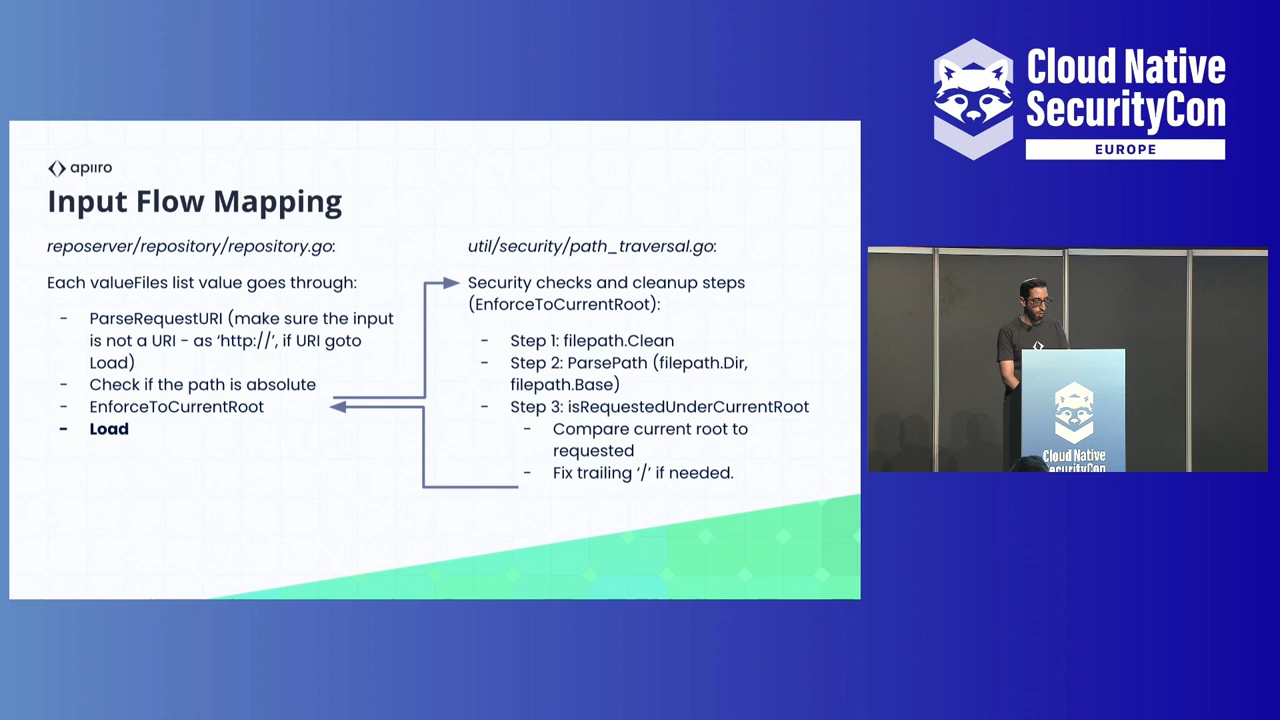 Cloud Native
SecurityCon
EUROPE
apiiro
Input Flow Mapping
reposerver/repository/repository.go:
Each valueFiles list value goes through:
- ParseRequestURI (make sure the input
is not a URI - as ‘http://’, if URI goto
Load)
- Check if the path is absolute
- EnforceToCurrentRoot
- Load
util/security/path_traversal.go:
Security checks and cleanup steps
(EnforceToCurrentRoot):
- Step 1: filepath.Clean
- Step 2: ParsePath (filepath.Dir,
filepath.Base)
- Step 3: isRequestedUnderCurrentRoot
- Compare current root to
requested
- Fix trailing ‘/’ if needed.
Cloud Native
SecurityCon